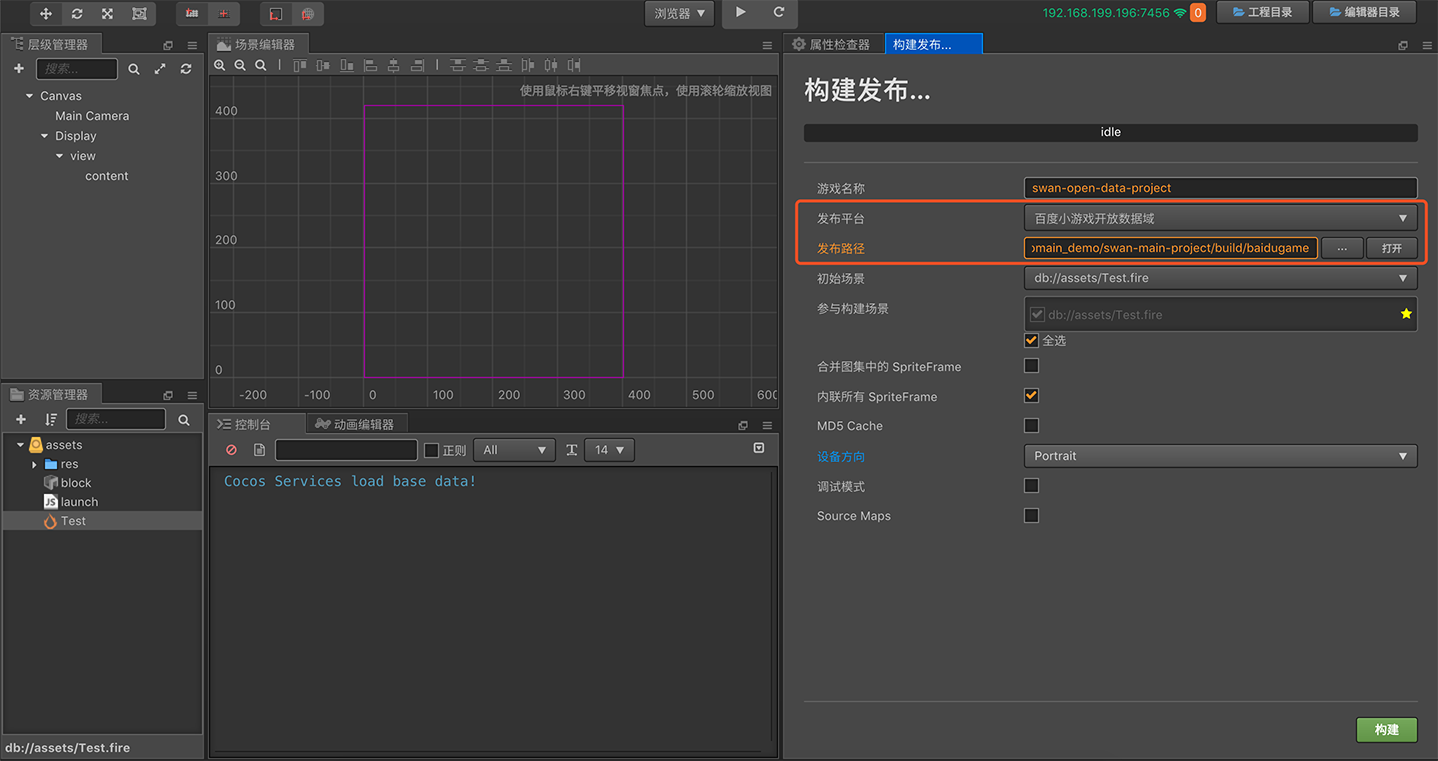 浏览器
192.168.199.196:7456
0
工程目录
编辑器目录
层级管理器
搜索...
Canvas
Main Camera
Display
view
content
场景编辑器
使用鼠标右键平移视窗焦点，使用滚轮缩放视图
400
300
200
100
0
-200
-100
0
100
200
300
400
500
600
资源管理器
搜索...
assets
res
block
JS launch
Test
db://assets/Test.fire
控制台
动画编辑器
正则
All
14
Cocos Services load base data!
属性检查器
构建发布...
构建发布...
idle
游戏名称
swan-open-data-project
发布平台
百度小游戏开放数据域
发布路径
main_demo/swan-main-project/build/baidugame
...
打开
初始场景
db://assets/Test.fire
参与构建场景
db://assets/Test.fire
全选
合并图集中的 SpriteFrame
内联所有 SpriteFrame
MD5 Cache
设备方向
Portrait
调试模式
Source Maps
构建